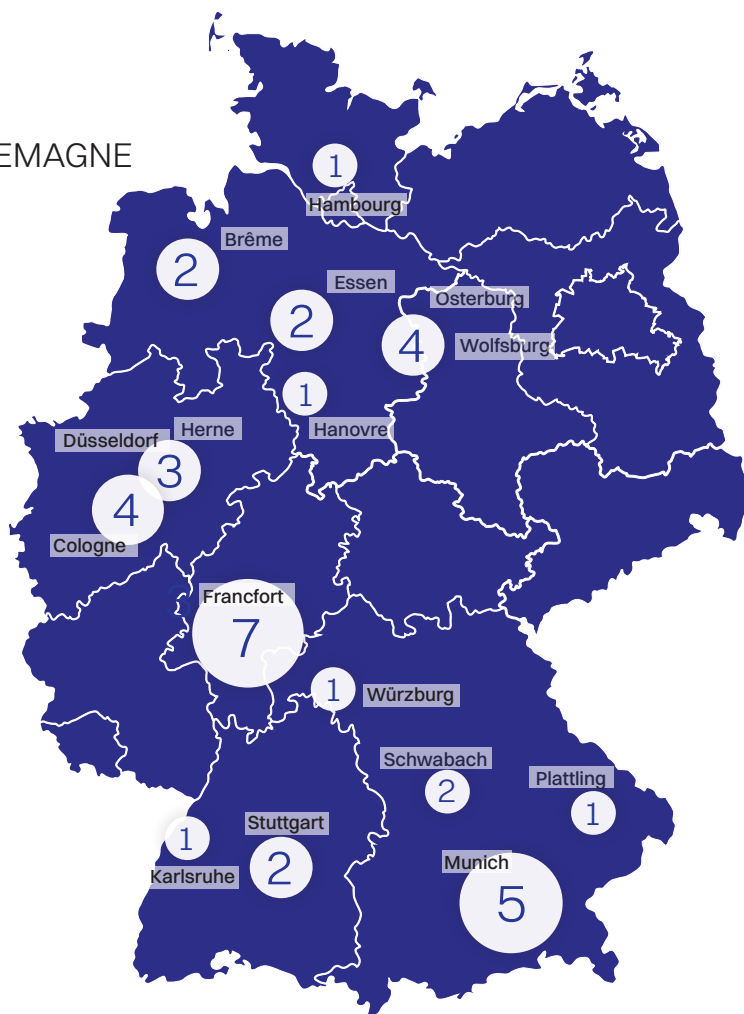 EMAGNE
1
Hambourg
Brême
2
Essen
2
Osterburg
4
Wolfsburg
1
Hanovre
Herne
Düsseldorf
3
4
Cologne
3
Francfort
7
1
Würzburg
Schwabach
2
Plattling
1
Stuttgart
1
2
Karlsruhe
Munich
5